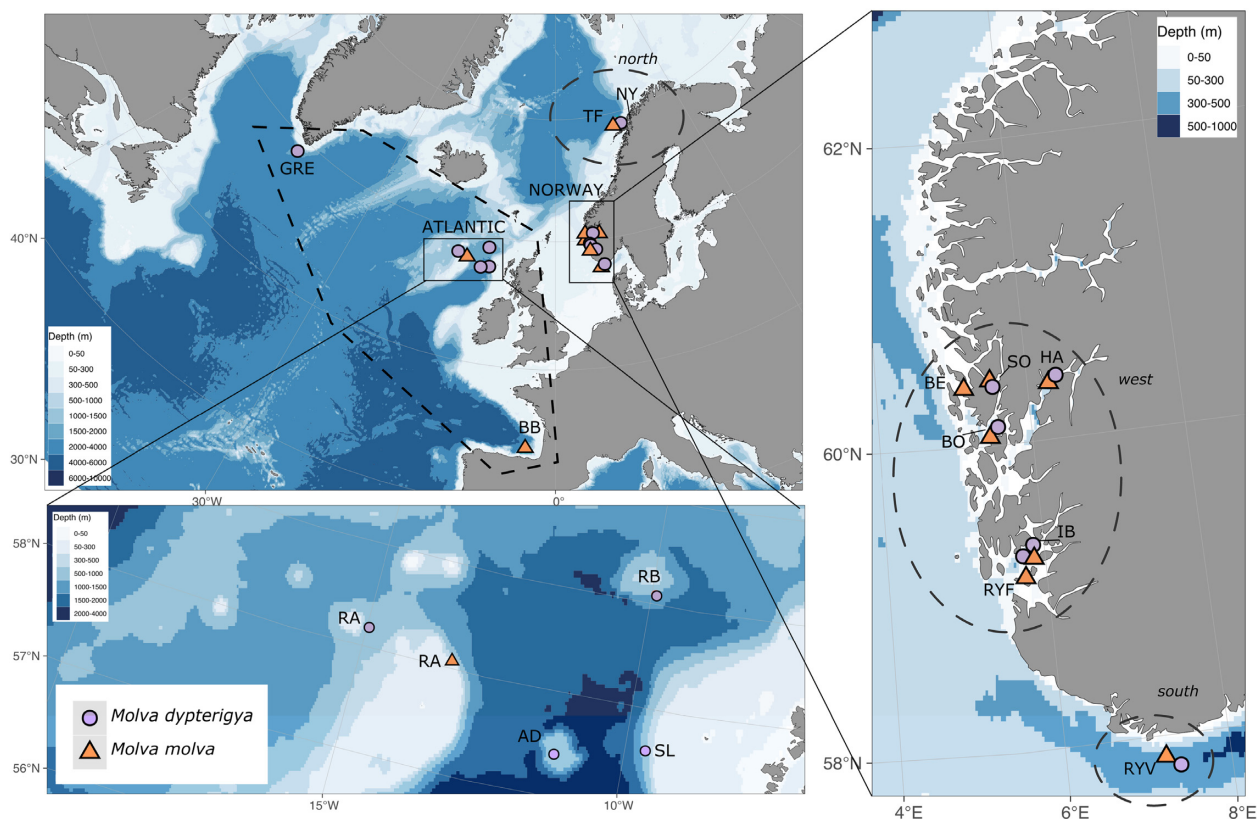 north
NY
TF
GRE
NORWAY
ATLANTIC
BB
40°N
30°N
30°W
0°
Depth (m)
0-50
50-300
300-500
500-1000
1000-1500
1500-2000
2000-4000
4000-6000
6000-10000
Depth (m)
0-50
50-300
300-500
500-1000
1000-1500
1500-2000
2000-4000
58°N
57°N
56°N
15°W
10°W
RB
RA
RA
AD
SL
Molva dypterigya
Molva molva
Depth (m)
0-50
50-300
300-500
500-1000
62°N
60°N
58°N
4°E
6°E
8°E
SO
HA
BE
west
BO
IB
RYF
south
RYV